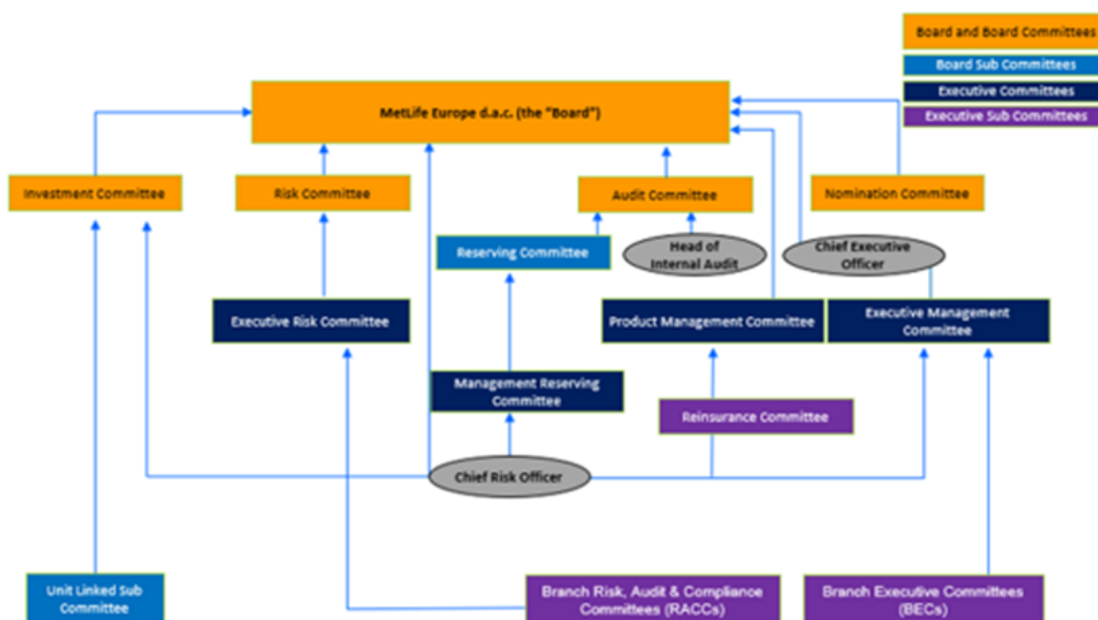 Board and Board Committees
Board Sub Committees
Executive Committees
Executive Sub Committees
MetLife Europe d.a.c. (the "Board")
Investment Committee
Risk Committee
Audit Committee
Nomination Committee
Reserving Committee
Head of
Internal Audit
Chief Executive
Officer
Executive Risk Committee
Product Management Committee
Executive Management
Committee
Management Reserving
Committee
Reinsurance Committee
Chief Risk Officer
Unit Linked Sub
Committee
Branch Risk, Audit & Compliance
Committees (RACCs)
Branch Executive Committees
(BECs)